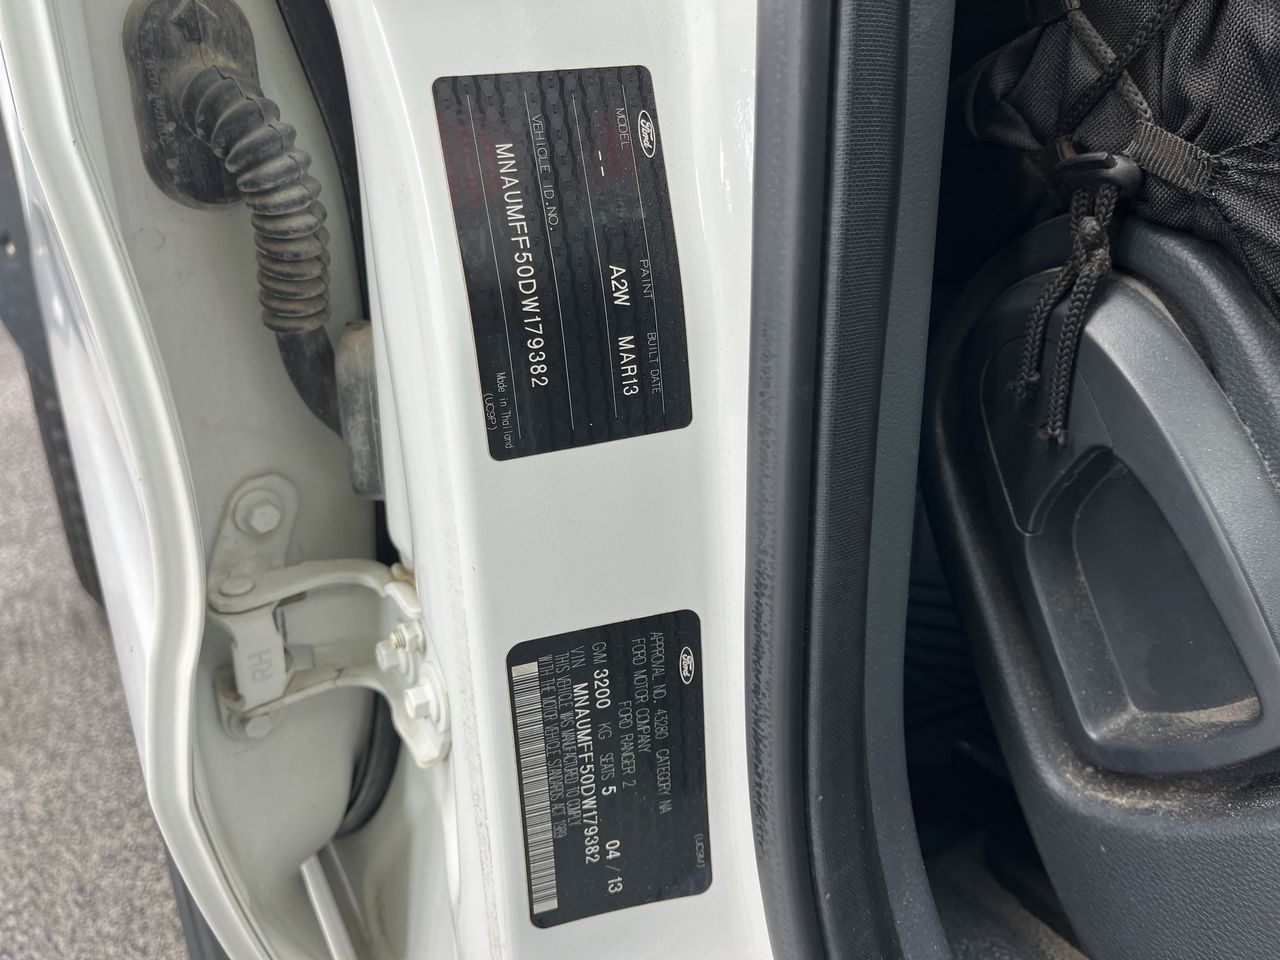 Ford
MODEL PAINT BUILT DATE
-- A2W MAR13
VEHICLE ID.NO.
MNAUMFF50DW179382
Made in Thailand
(UC9P)
Ford
(UC9M)
APPROVAL NO. 43280 CATEGORY NA
FORD MOTOR COMPANY
FORD RANGER 2
04 / 13
GVM 3200 KG SEATS 5
VIN MNAUMFF50DW179382
THIS VEHICLE WAS MANUFACTURED TO COMPLY
WITH THE MOTOR VEHICLE STANDARDS ACT 1989
RH